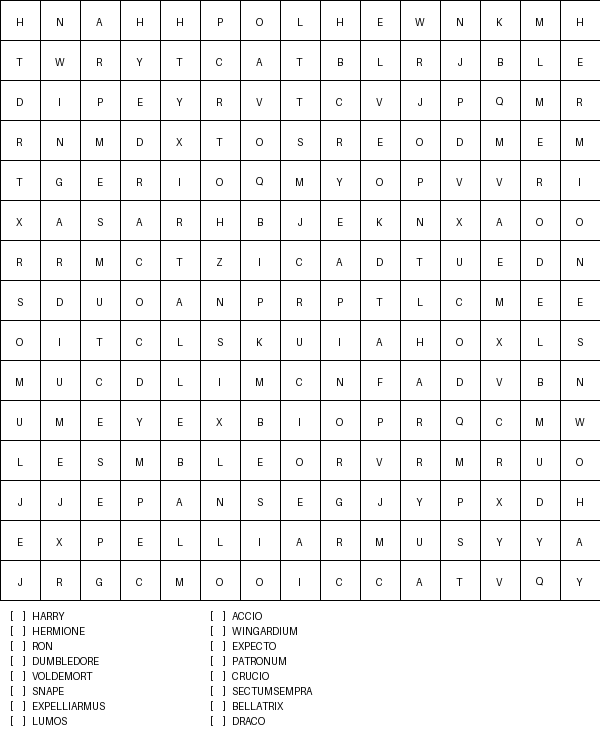 H N A H H P O L H E W N K M H
T W R Y T C A T B L R J B L E
D I P E Y R V T C V J P Q M R
R N M D X T O S R E O D M E M
T G E R I O Q M Y O P V V R I
X A S A R H B J E K N X A O O
R R M C T Z I C A D T U E D N
S D U O A N P R P T L C M E E
O I T C L S K U I A H O X L S
M U C D L I M C N F A D V B N
U M E Y E X B I O P R Q C M W
L E S M B L E O R V R M R U O
J J E P A N S E G J Y P X D H
E X P E L L I A R M U S Y Y A
J R G C M O O I C C A T V Q Y
[ ] HARRY [ ] ACCIO
[ ] HERMIONE [ ] WINGARDIUM
[ ] RON [ ] EXPECTO
[ ] DUMBLEDORE [ ] PATRONUM
[ ] VOLDEMORT [ ] CRUCIO
[ ] SNAPE [ ] SECTUMSEMPRA
[ ] EXPELLIARMUS [ ] BELLATRIX
[ ] LUMOS [ ] DRACO